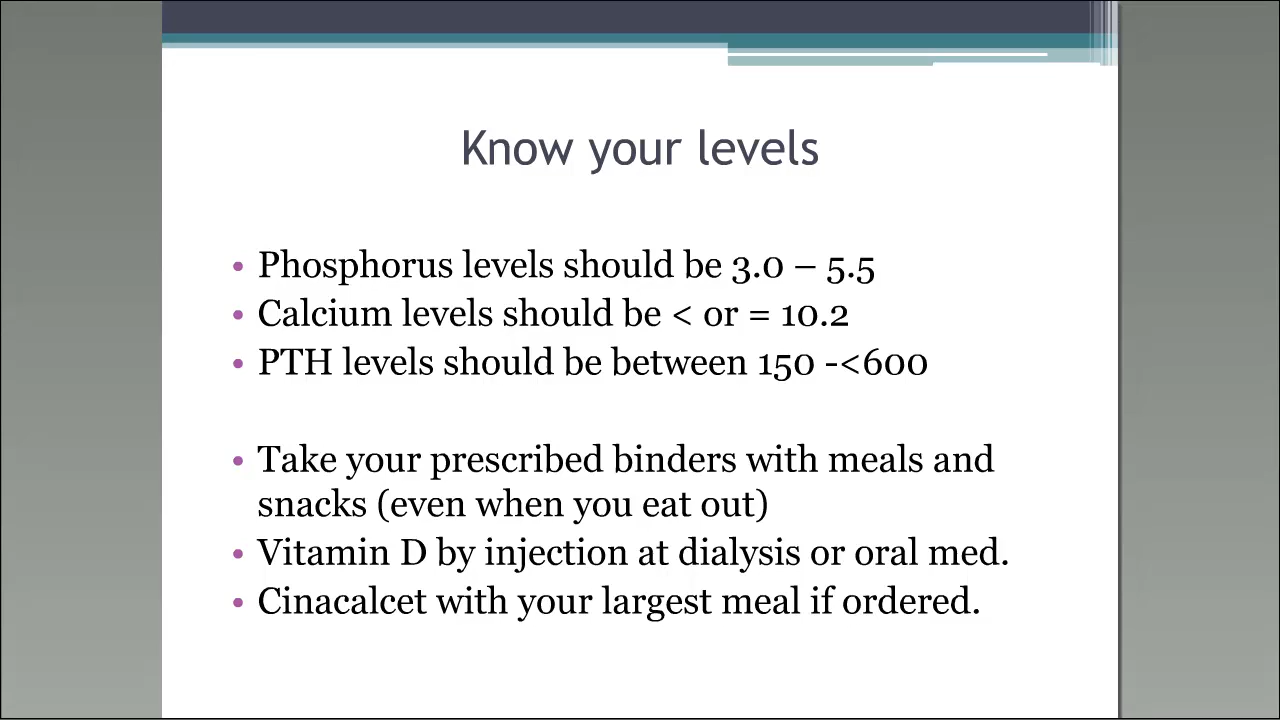 Know your levels
• Phosphorus levels should be 3.0 – 5.5
• Calcium levels should be < or = 10.2
• PTH levels should be between 150 -<600
• Take your prescribed binders with meals and
snacks (even when you eat out)
• Vitamin D by injection at dialysis or oral med.
• Cinacalcet with your largest meal if ordered.